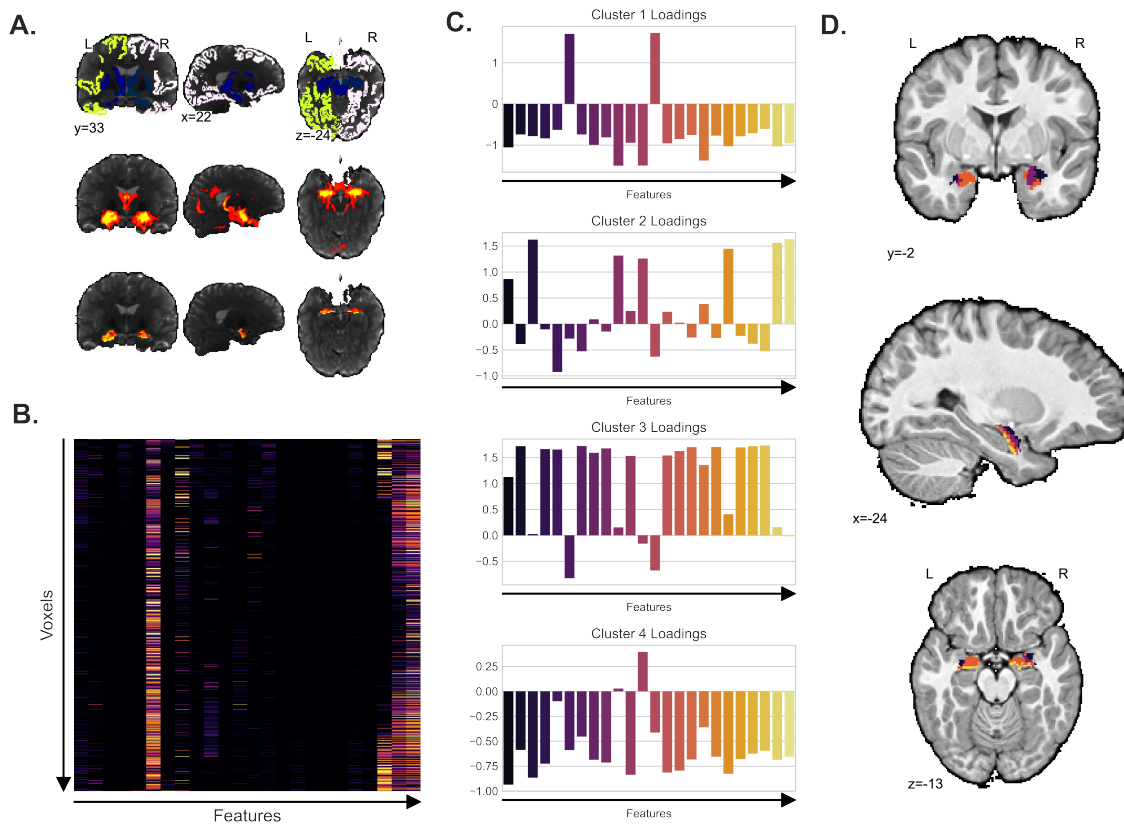 A.
L
R
y=33
x=22
L
R
z=-24
B.
Voxels
Features
C.
Cluster 1 Loadings
1
0
−1
Features
Cluster 2 Loadings
1.5
1.0
0.5
0.0
−0.5
−1.0
Features
Cluster 3 Loadings
1.5
1.0
0.5
0.0
−0.5
Features
Cluster 4 Loadings
0.25
0.00
−0.25
−0.50
−0.75
−1.00
Features
D.
L
R
y=-2
x=-24
L
R
z=-13